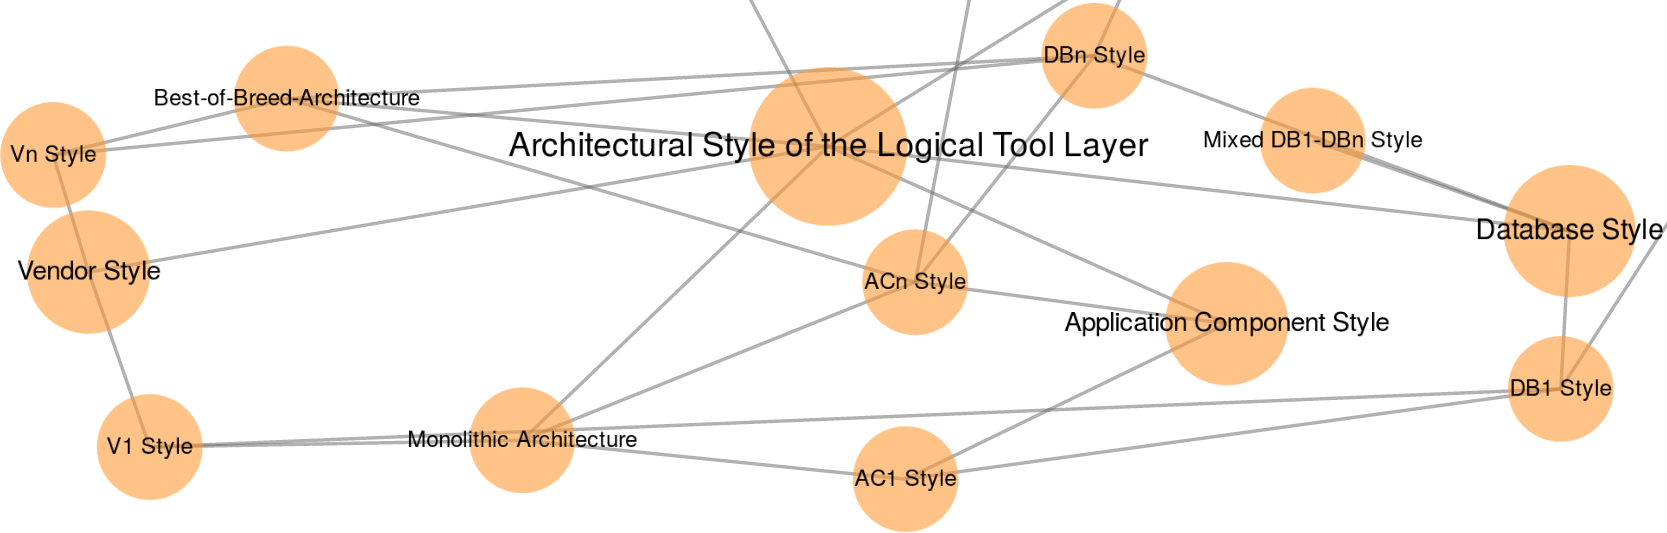 DBn Style
Best-of-Breed-Architecture
Mixed DB1-DBn Style
Architectural Style of the Logical Tool Layer
Vn Style
Database Style
Vendor Style
ACn Style
Application Component Style
DB1 Style
Monolithic Architecture
V1 Style
AC1 Style